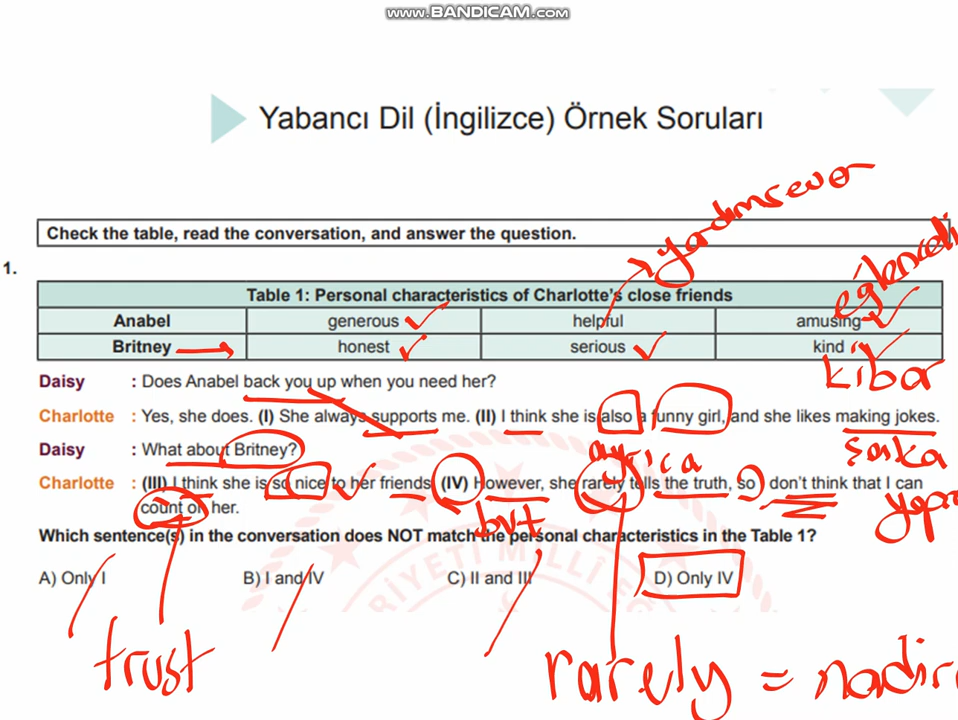 www.BANDICAM.com
Yabancı Dil (İngilizce) Örnek Soruları
yardımsever
Check the table, read the conversation, and answer the question.
eğlenceli
1.
Table 1: Personal characteristics of Charlotte's close friends
Anabel generous helpful amusing
Britney honest serious kind
kibar
Daisy : Does Anabel back you up when you need her?
Charlotte : Yes, she does. (I) She always supports me. (II) I think she is also a funny girl, and she likes making jokes.
Daisy : What about Britney?
ayrıca
şaka
Charlotte : (III) I think she is so nice to her friends. (IV) However, she rarely tells the truth, so I don't think that I can
count on her.
but
Which sentence(s) in the conversation does NOT match the personal characteristics in the Table 1?
A) Only I B) I and IV C) II and III D) Only IV
trust
rarely = nadir